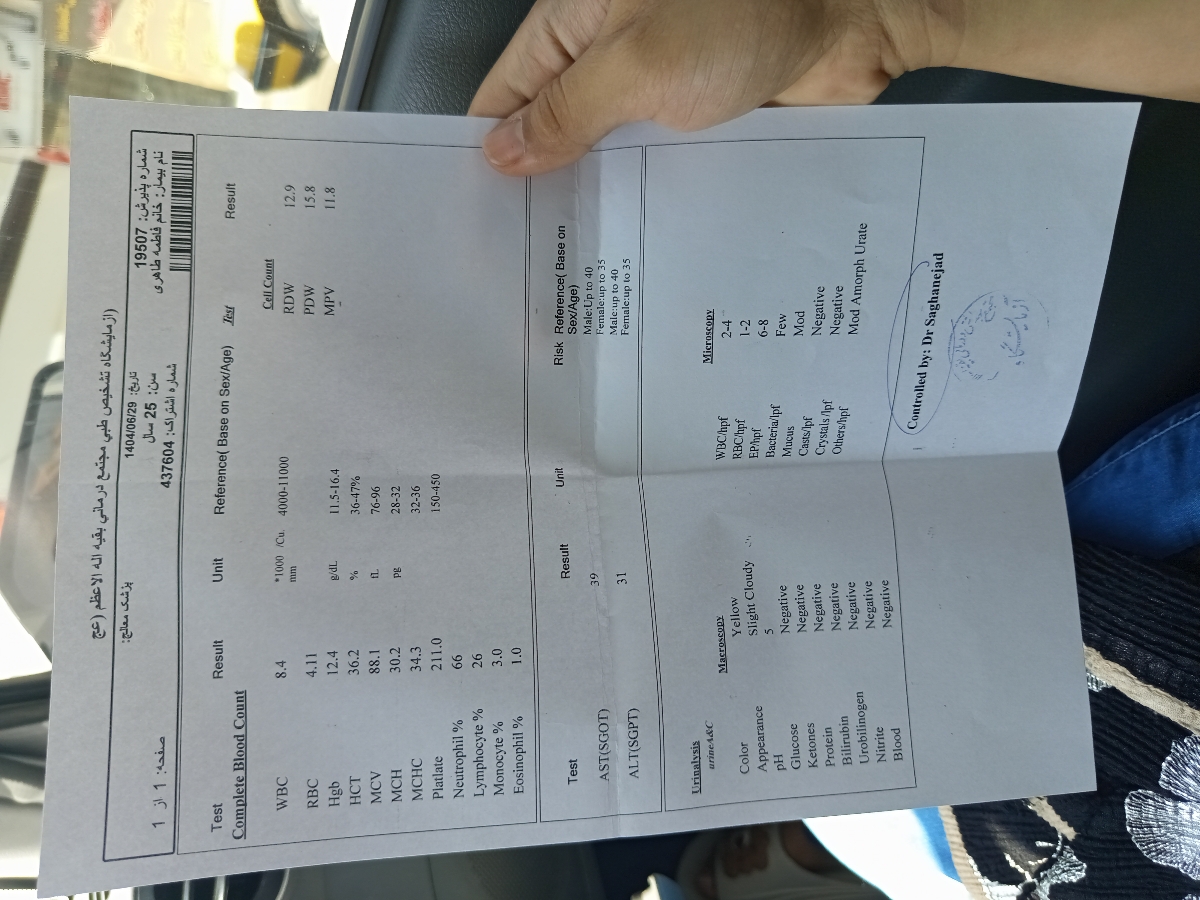 (آزمايشگاه تشخيص طبي مجتمع درماني بقيه اله الاعظم (عج
شماره پذیرش: 19507
تاریخ: 1404/06/29
پزشک معالج:
صفحه: 1 از 1
نام بیمار: خانم فاطمه طاهری
سن: 25 سال
شماره اشتراک: 437604
Test Result Unit Reference( Base on Sex/Age) Test Result
Complete Blood Count
Cell Count
WBC 8.4 *1000 /Cu. mm 4000-11000 RDW 12.9
RBC 4.11 PDW 15.8
Hgb 12.4 g/dL 11.5-16.4 MPV 11.8
HCT 36.2 % 36-47%
MCV 88.1 fL 76-96
MCH 30.2 pg 28-32
MCHC 34.3 32-36
Platlate 211.0 150-450
Neutrophil % 66
Lymphocyte % 26
Monocyte % 3.0
Eosinophil % 1.0
Test Result Unit Risk Reference( Base on Sex/Age)
AST(SGOT) 39 Male:Up to 40
Female:up to 35
ALT(SGPT) 31 Male:up to 40
Female:up to 35
Urinalysis
urineA&C
Macroscopy Microscopy
Color Yellow WBC/hpf 2-4
Appearance Slight Cloudy RBC/hpf 1-2
pH 5 EP/hpf 6-8
Glucose Negative Bacteria/lpf Few
Ketones Negative Mucus Mod
Protein Negative Casts/lpf Negative
Bilirubin Negative Crystals /lpf Negative
Urobilinogen Negative Others/hpf Mod Amorph Urate
Nitrite Negative
Blood Negative
Controlled by: Dr Saghanejad